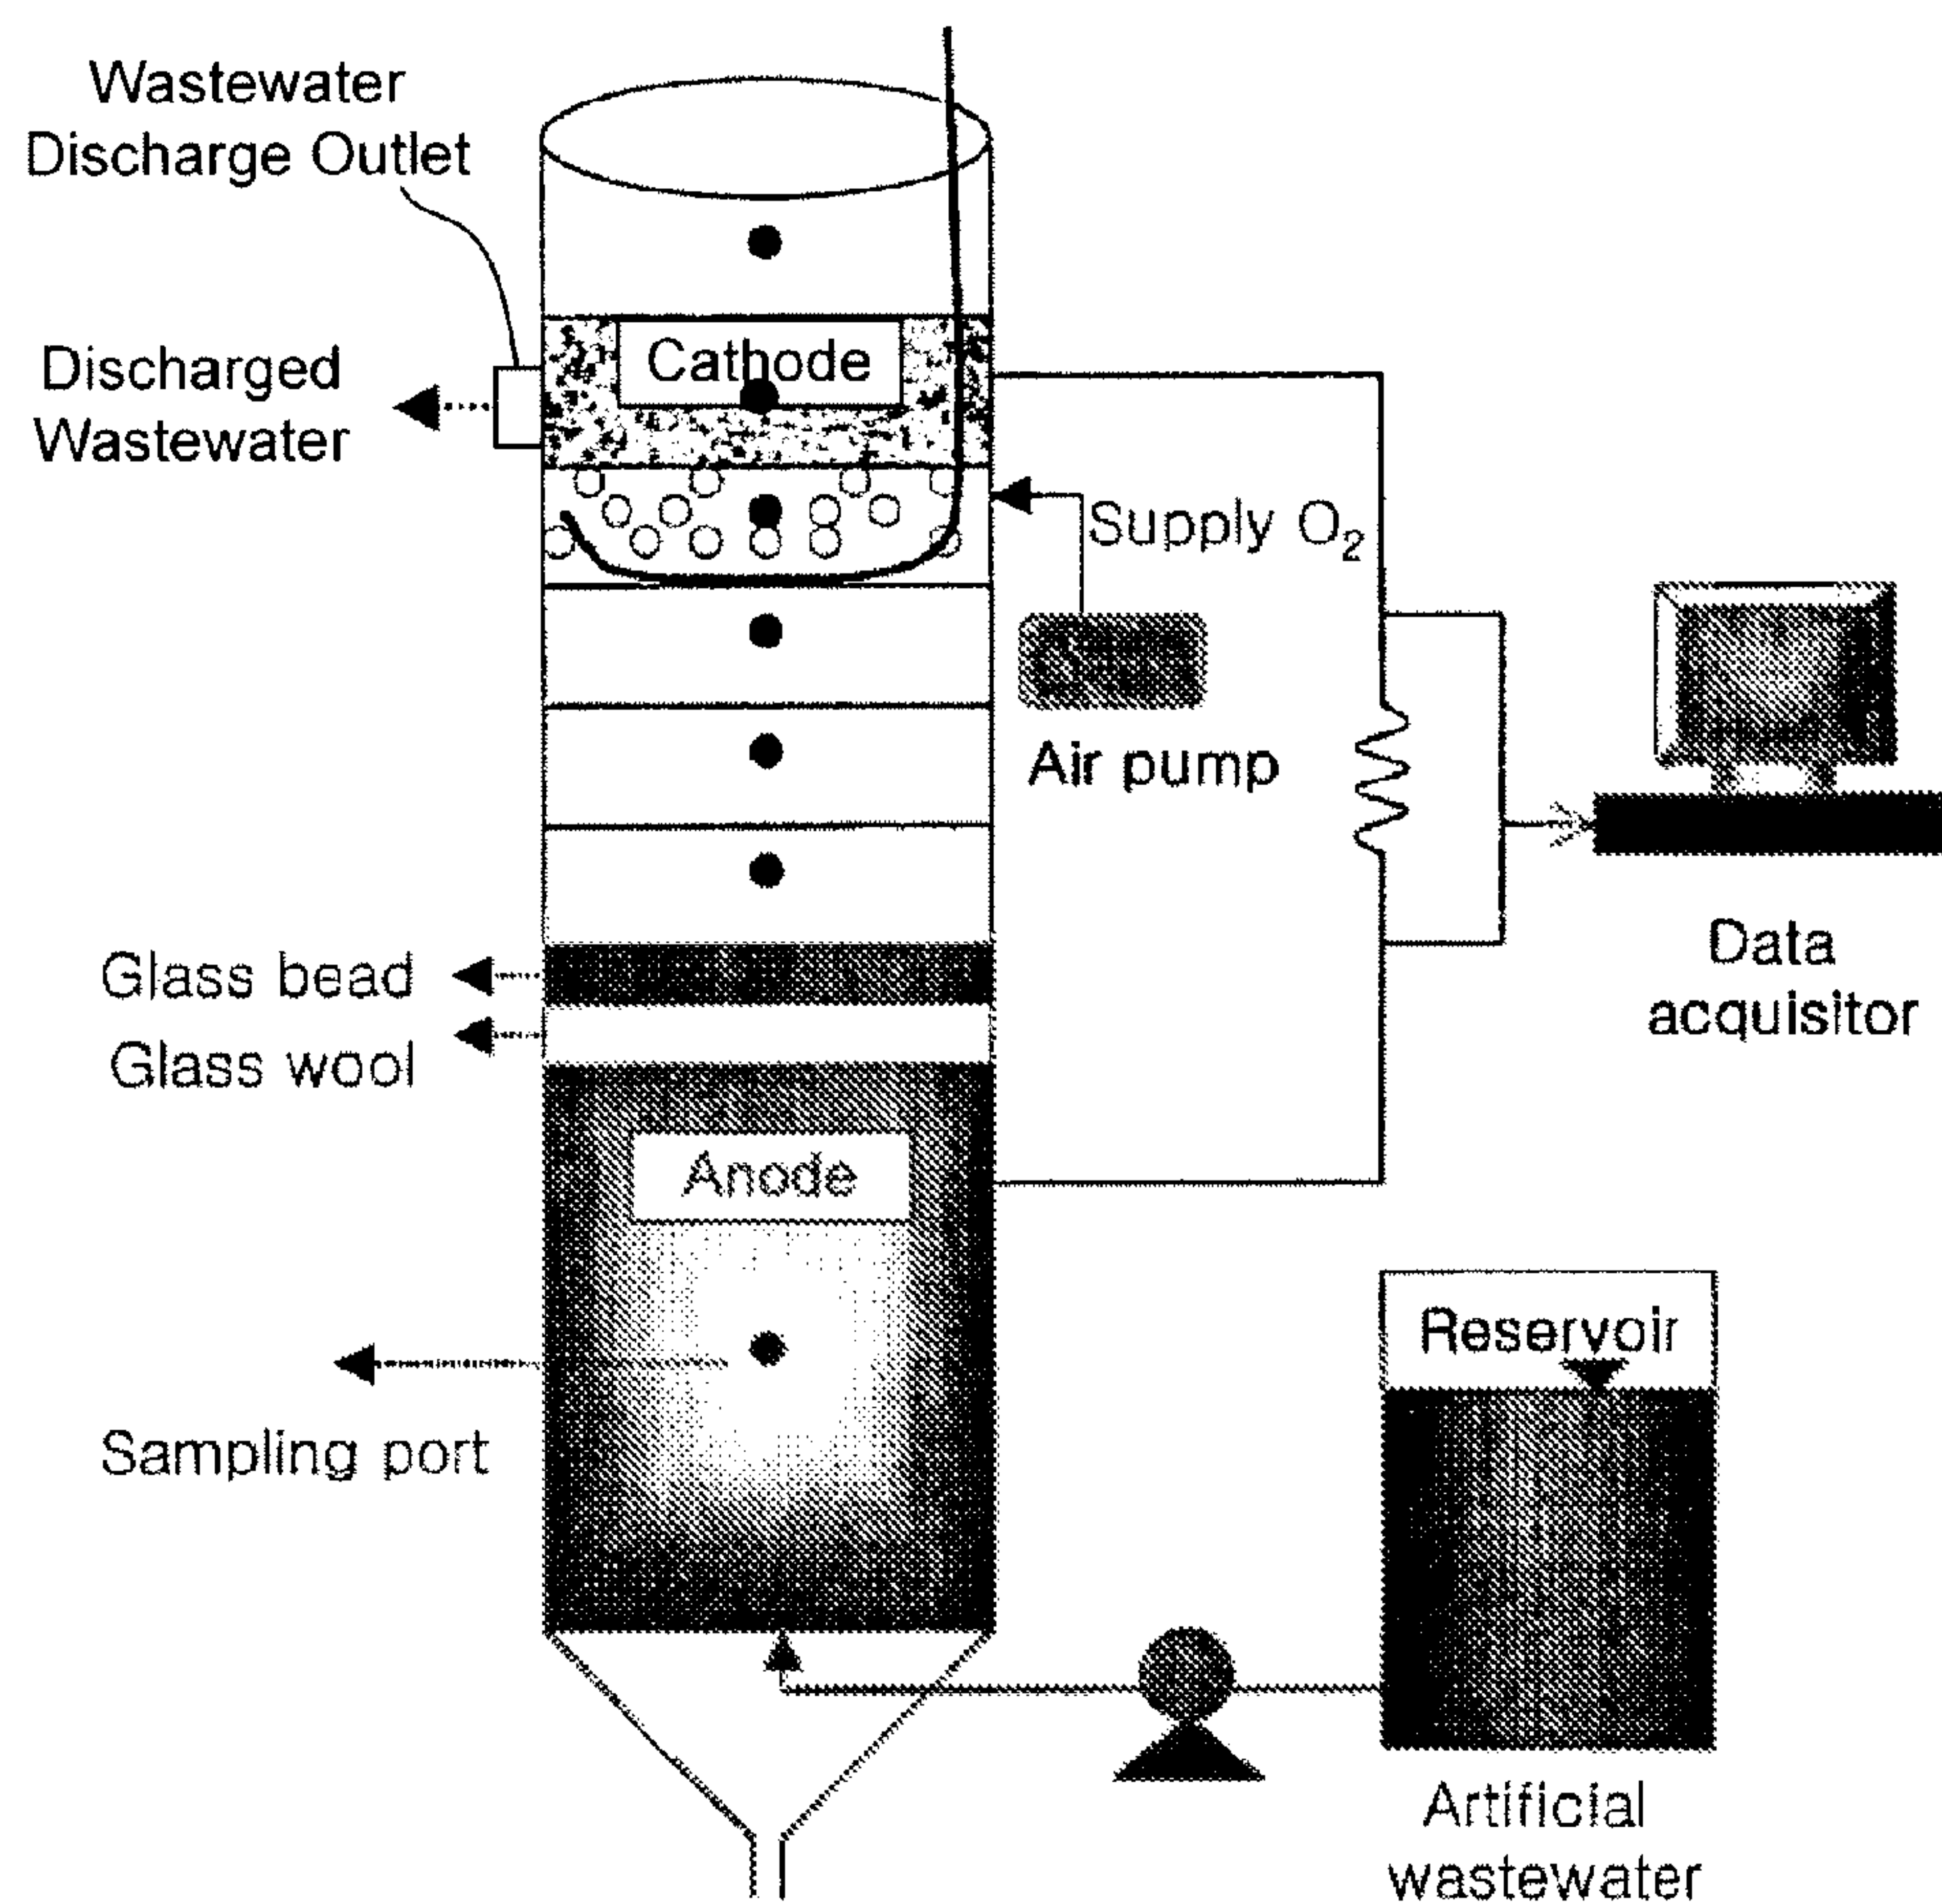 Wastewater
Discharge Outlet
Discharged
Wastewater
Cathode
Supply O₂
Air pump
Data
acquisitor
Glass bead
Glass wool
Anode
Sampling port
Reservoir
Artificial
wastewater